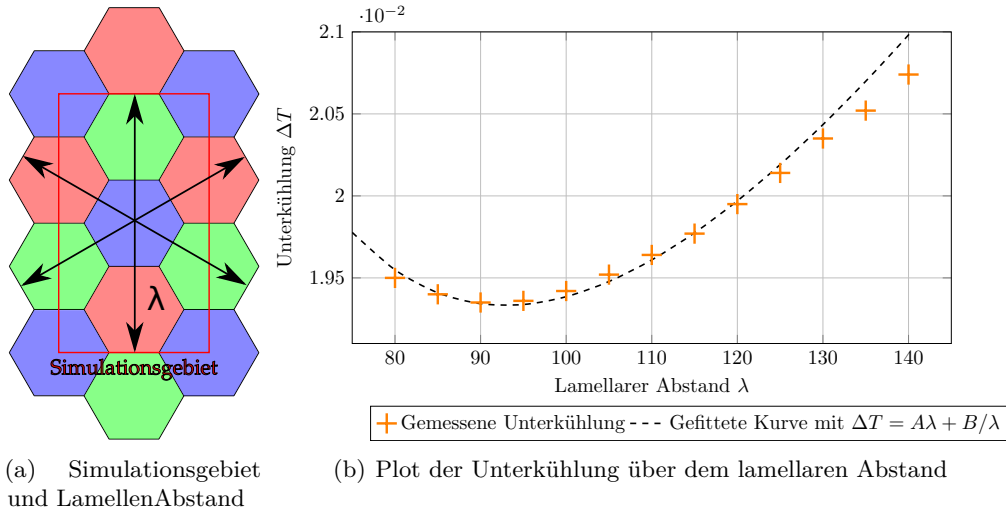 λ
Simulationsgebiet
(a) Simulationsgebiet
und LamellenAbstand
·10⁻²
2.1
2.05
2
1.95
Unterkühlung ΔT
80 90 100 110 120 130 140
Lamellarer Abstand λ
Gemessene Unterkühlung Gefittete Kurve mit ΔT = Aλ + B/λ
(b) Plot der Unterkühlung über dem lamellaren Abstand